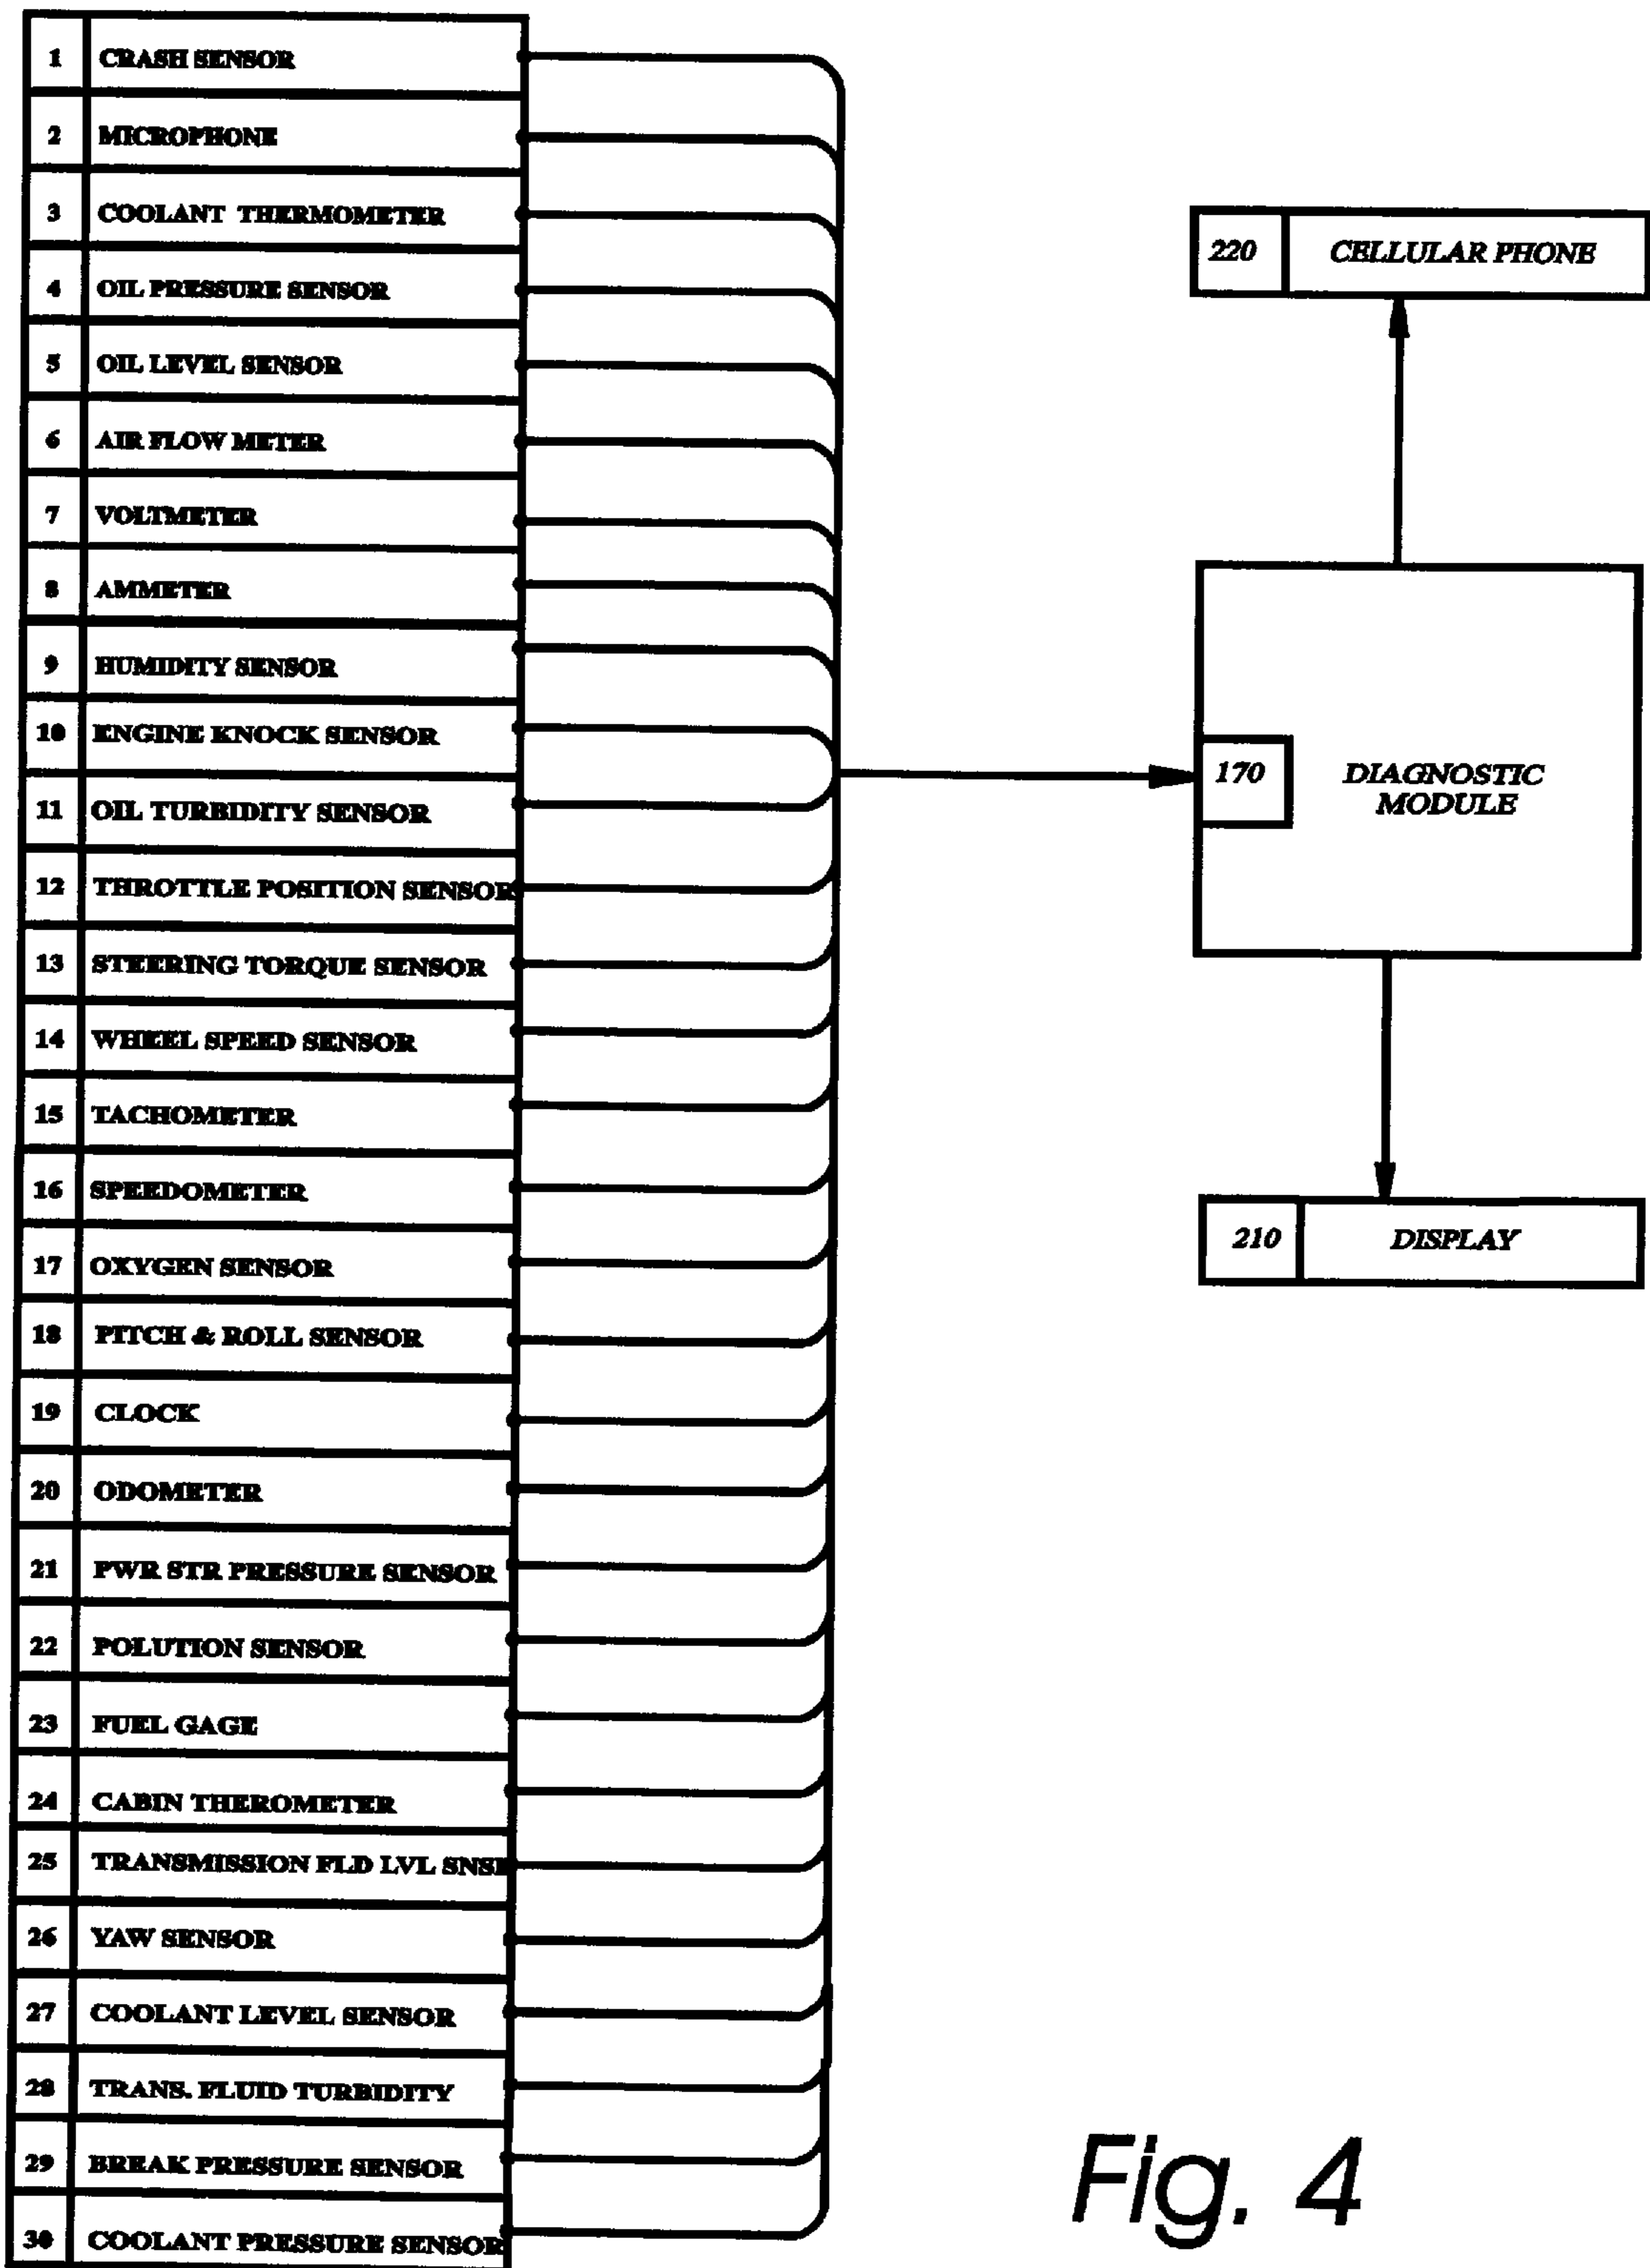 1 CRASH SENSOR
2 MICROPHONE
3 COOLANT THERMOMETER
4 OIL PRESSURE SENSOR
5 OIL LEVEL SENSOR
6 AIR FLOW METER
7 VOLTMETER
8 AMMETER
9 HUMIDITY SENSOR
10 ENGINE KNOCK SENSOR
11 OIL TURBIDITY SENSOR
12 THROTTLE POSITION SENSOR
13 STEERING TORQUE SENSOR
14 WHEEL SPEED SENSOR
15 TACHOMETER
16 SPEEDOMETER
17 OXYGEN SENSOR
18 PITCH & ROLL SENSOR
19 CLOCK
20 ODOMETER
21 PWR STR PRESSURE SENSOR
22 POLUTION SENSOR
23 FUEL GAGE
24 CABIN THEROMETER
25 TRANSMISSION FLD LVL
26 YAW SENSOR
27 COOLANT LEVEL SENSOR
28 TRANS. FLUID TURBIDITY
29 BREAK PRESSURE SENSOR
30 COOLANT PRESSURE SENSOR
220 CELLULAR PHONE
170 DIAGNOSTIC
MODULE
210 DISPLAY
Fig. 4